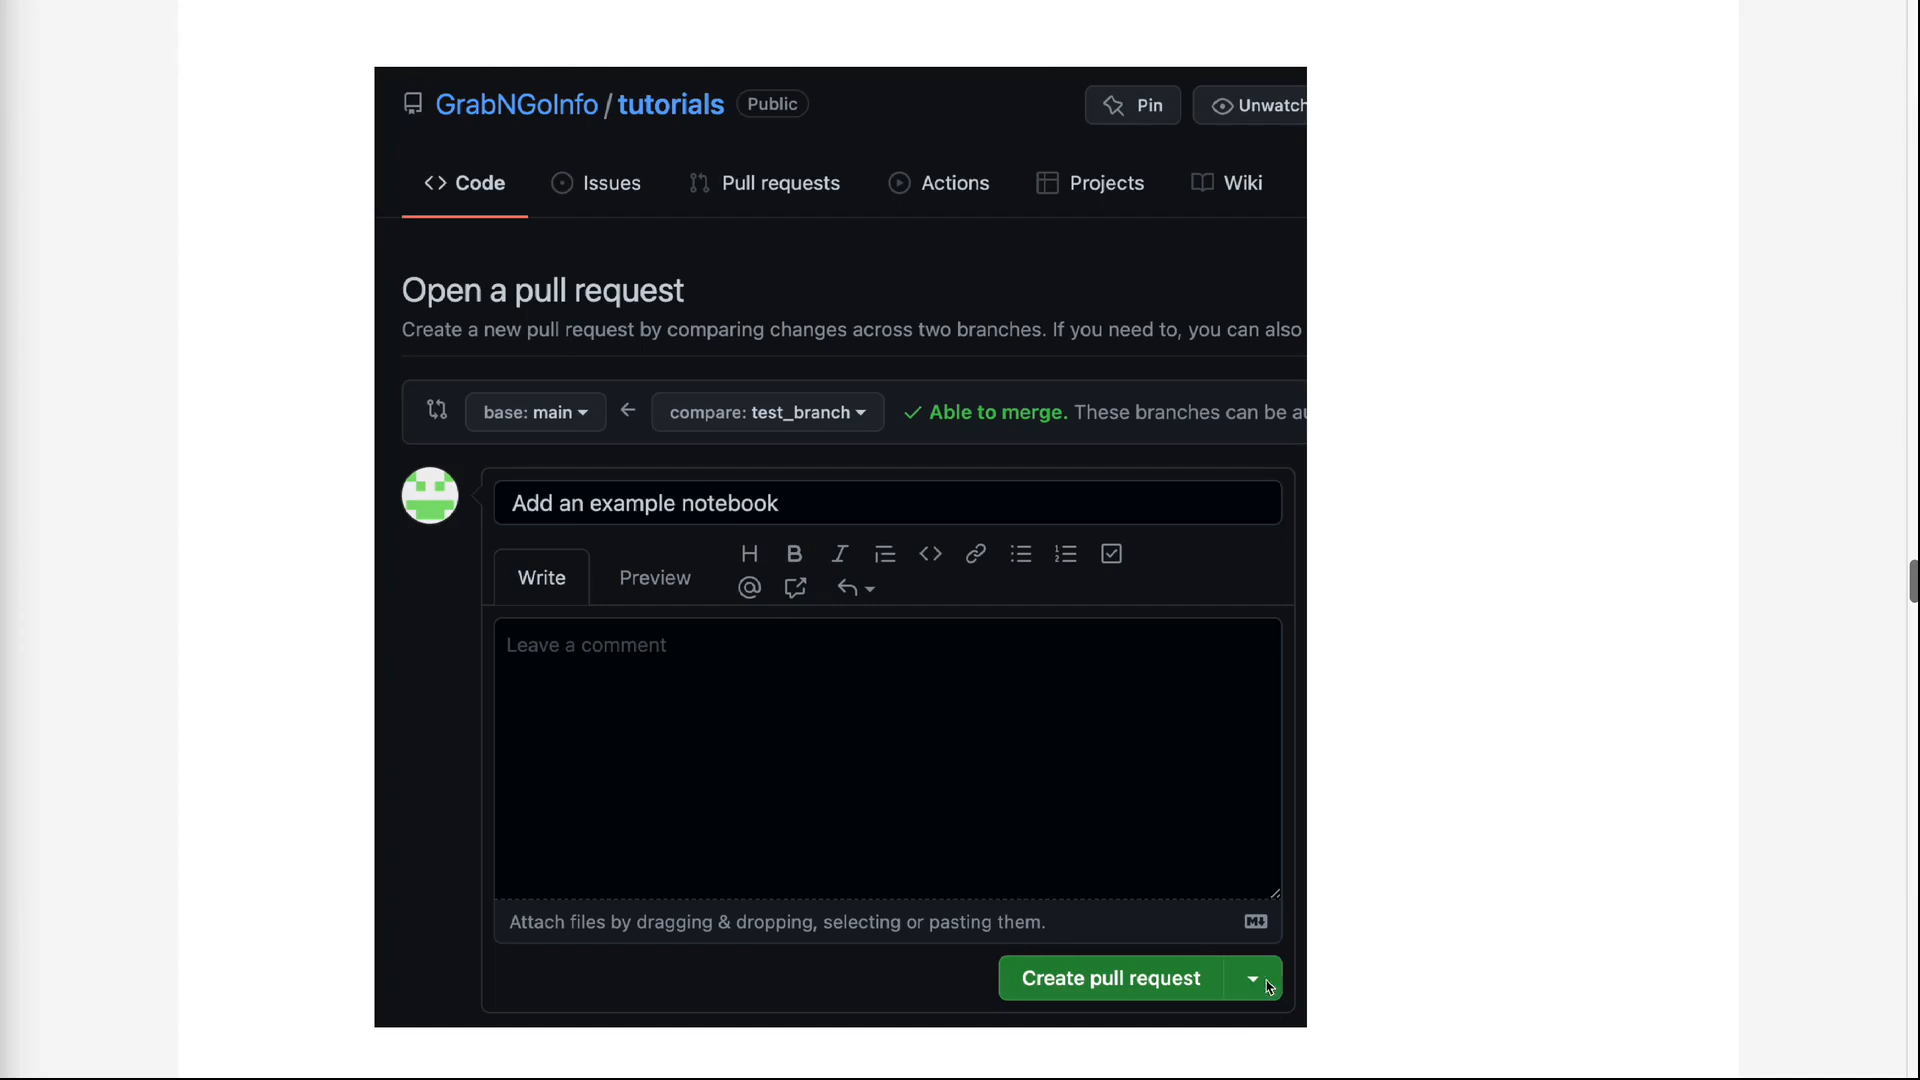 GrabNGoInfo / tutorials Public Pin Unwatch
Code Issues Pull requests Actions Projects Wiki
Open a pull request
Create a new pull request by comparing changes across two branches. If you need to, you can also
base: main compare: test_branch Able to merge. These branches can be
Add an example notebook
Write Preview
Leave a comment
Attach files by dragging & dropping, selecting or pasting them.
Create pull request